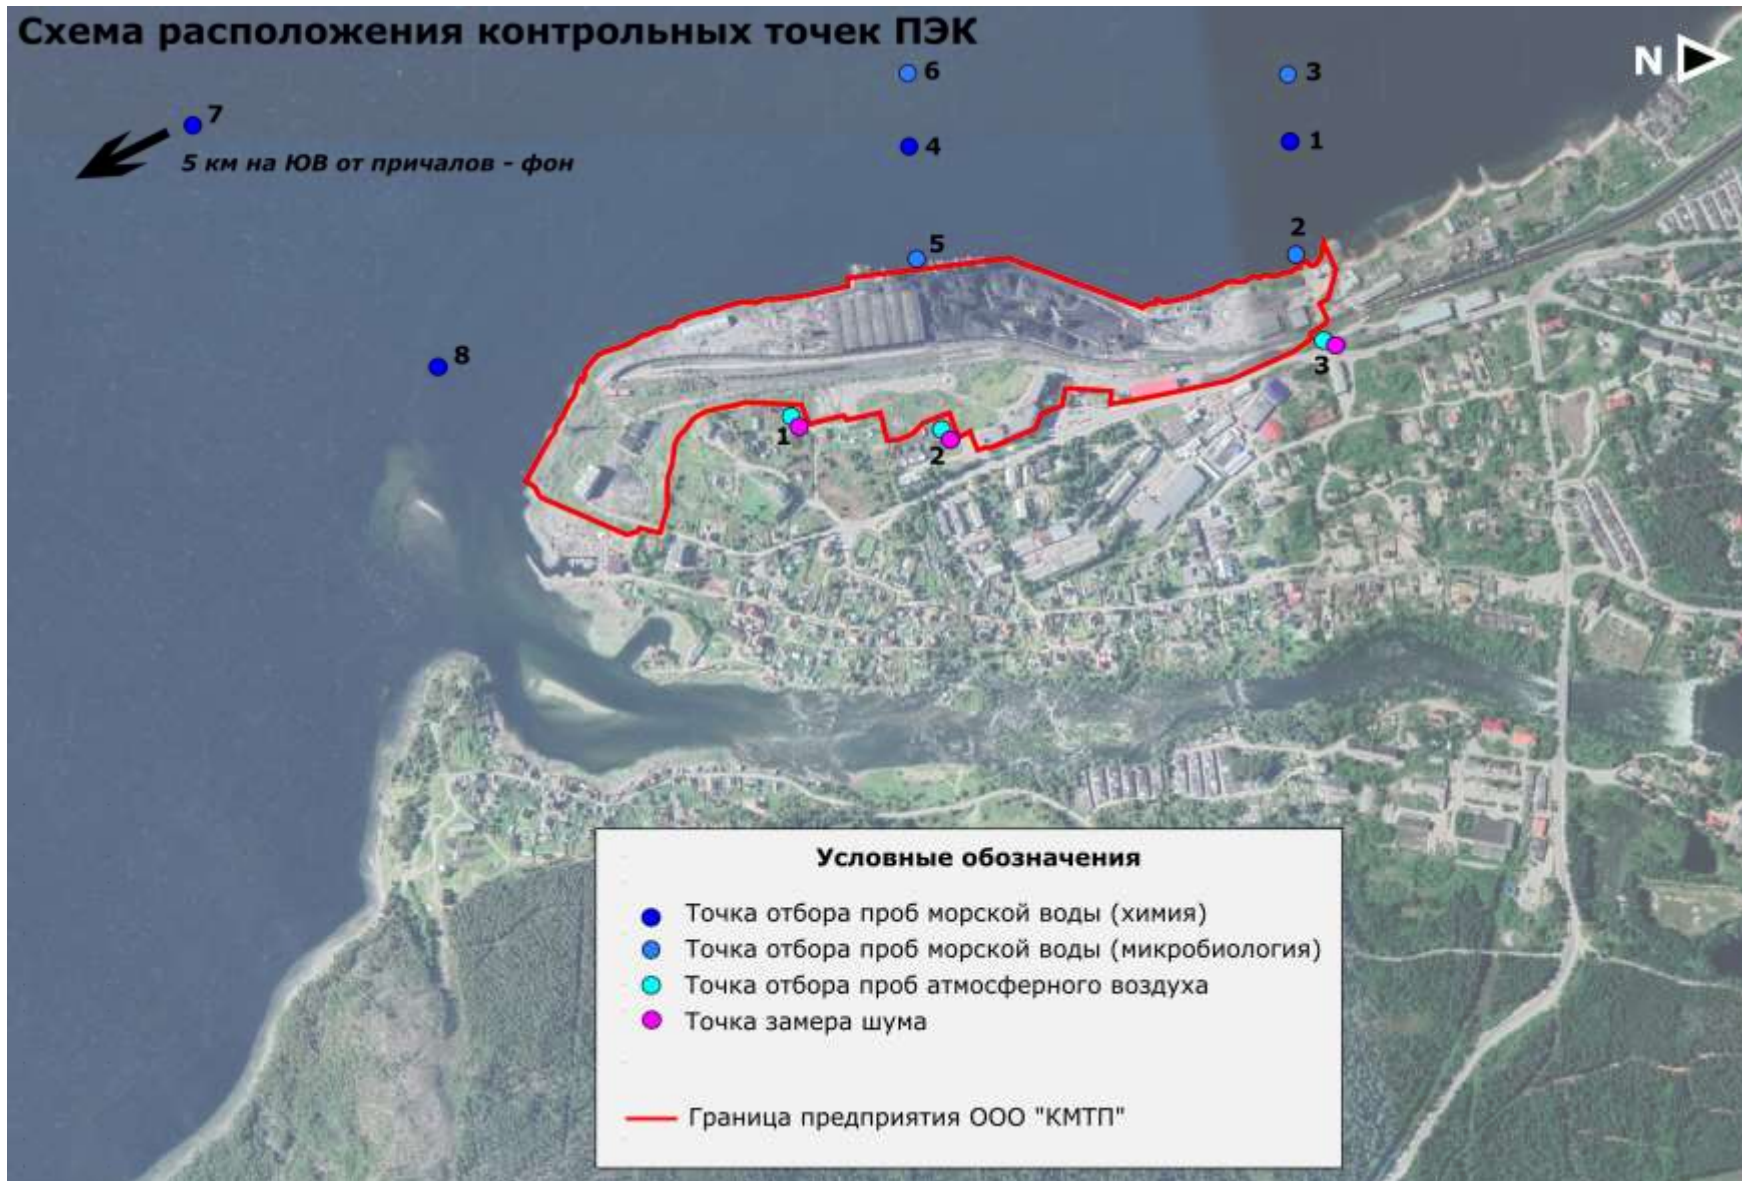 Схема расположения контрольных точек ПЭК
N
6
3
7
4
1
5 км на ЮВ от причалов - фон
2
5
3
8
1
2
Условные обозначения
Точка отбора проб морской воды (химия)
Точка отбора проб морской воды (микробиология)
Точка отбора проб атмосферного воздуха
Точка замера шума
Граница предприятия ООО "КМТП"